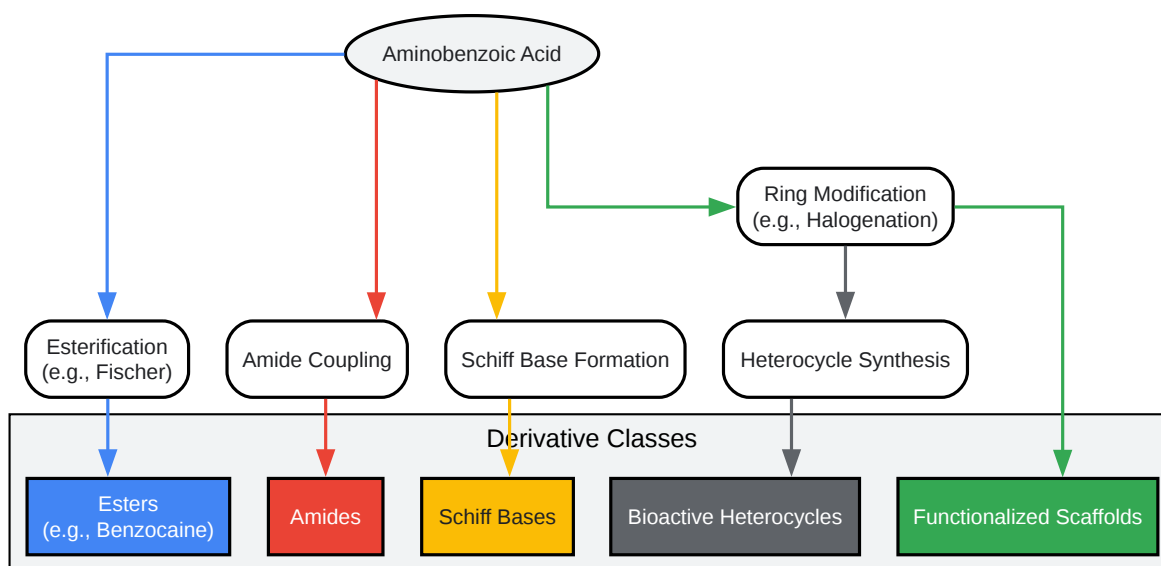 Aminobenzoic Acid
Ring Modification
(e.g., Halogenation)
Esterification
(e.g., Fischer)
Amide Coupling
Schiff Base Formation
Heterocycle Synthesis
Derivative Classes
Esters
(e.g., Benzocaine)
Amides
Schiff Bases
Bioactive Heterocycles
Functionalized Scaffolds